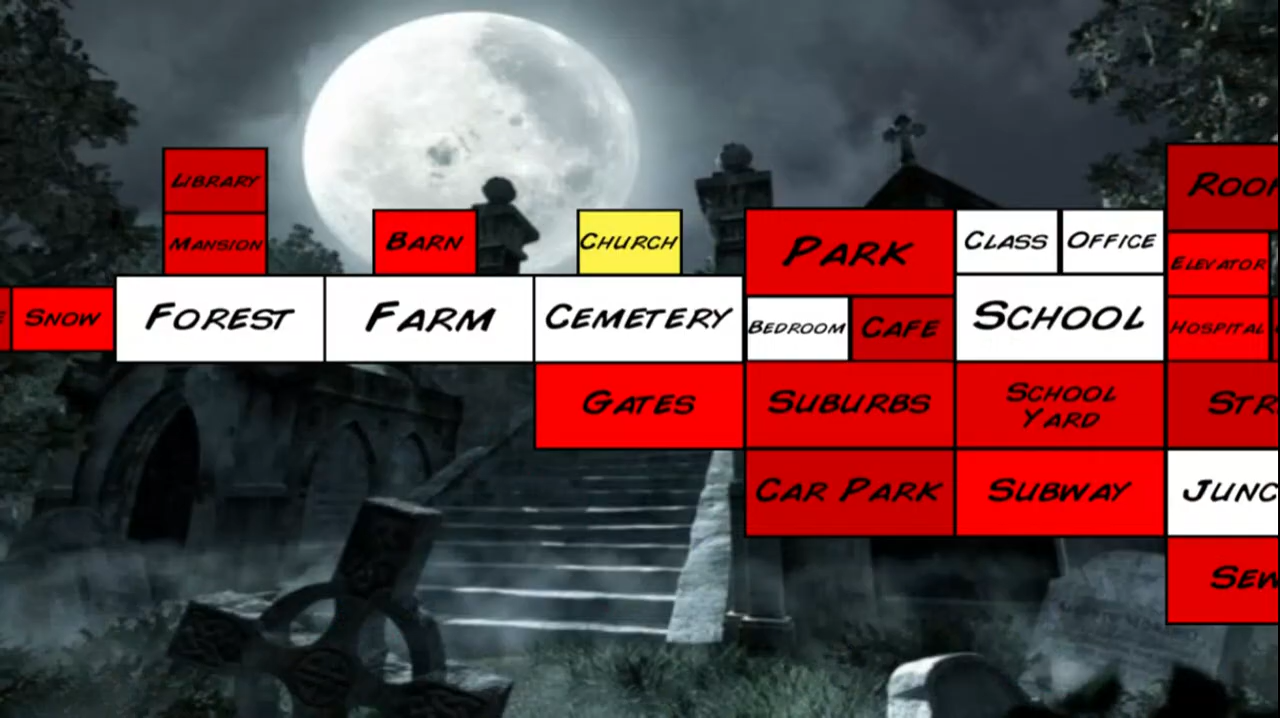 LIBRARY
MANSION
BARN
CHURCH
PARK
CLASS
OFFICE
ELEVATOR
SNOW
FOREST
FARM
CEMETERY
BEDROOM
CAFE
SCHOOL
HOSPITAL
GATES
SUBURBS
SCHOOL
YARD
CAR PARK
SUBWAY